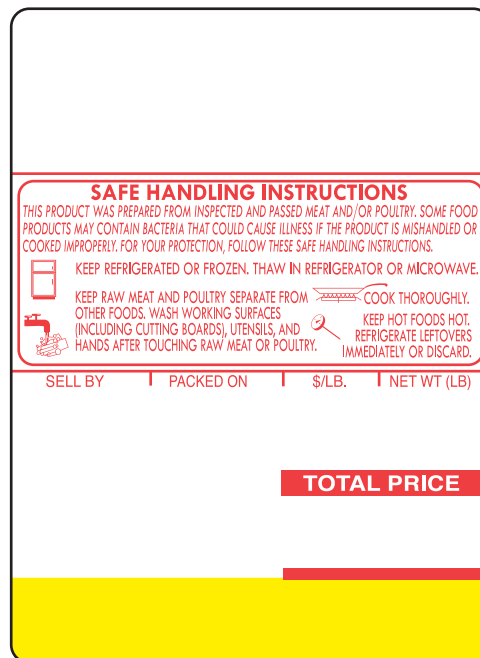 SAFE HANDLING INSTRUCTIONS
THIS PRODUCT WAS PREPARED FROM INSPECTED AND PASSED MEAT AND/OR POULTRY. SOME FOOD
PRODUCTS MAY CONTAIN BACTERIA THAT COULD CAUSE ILLNESS IF THE PRODUCT IS MISHANDLED OR
COOKED IMPROPERLY. FOR YOUR PROTECTION, FOLLOW THESE SAFE HANDLING INSTRUCTIONS.
KEEP REFRIGERATED OR FROZEN. THAW IN REFRIGERATOR OR MICROWAVE.
KEEP RAW MEAT AND POULTRY SEPARATE FROM
OTHER FOODS. WASH WORKING SURFACES
(INCLUDING CUTTING BOARDS), UTENSILS, AND
HANDS AFTER TOUCHING RAW MEAT OR POULTRY.
COOK THOROUGHLY.
KEEP HOT FOODS HOT.
REFRIGERATE LEFTOVERS
IMMEDIATELY OR DISCARD.
SELL BY PACKED ON $/LB. NET WT (LB)
TOTAL PRICE